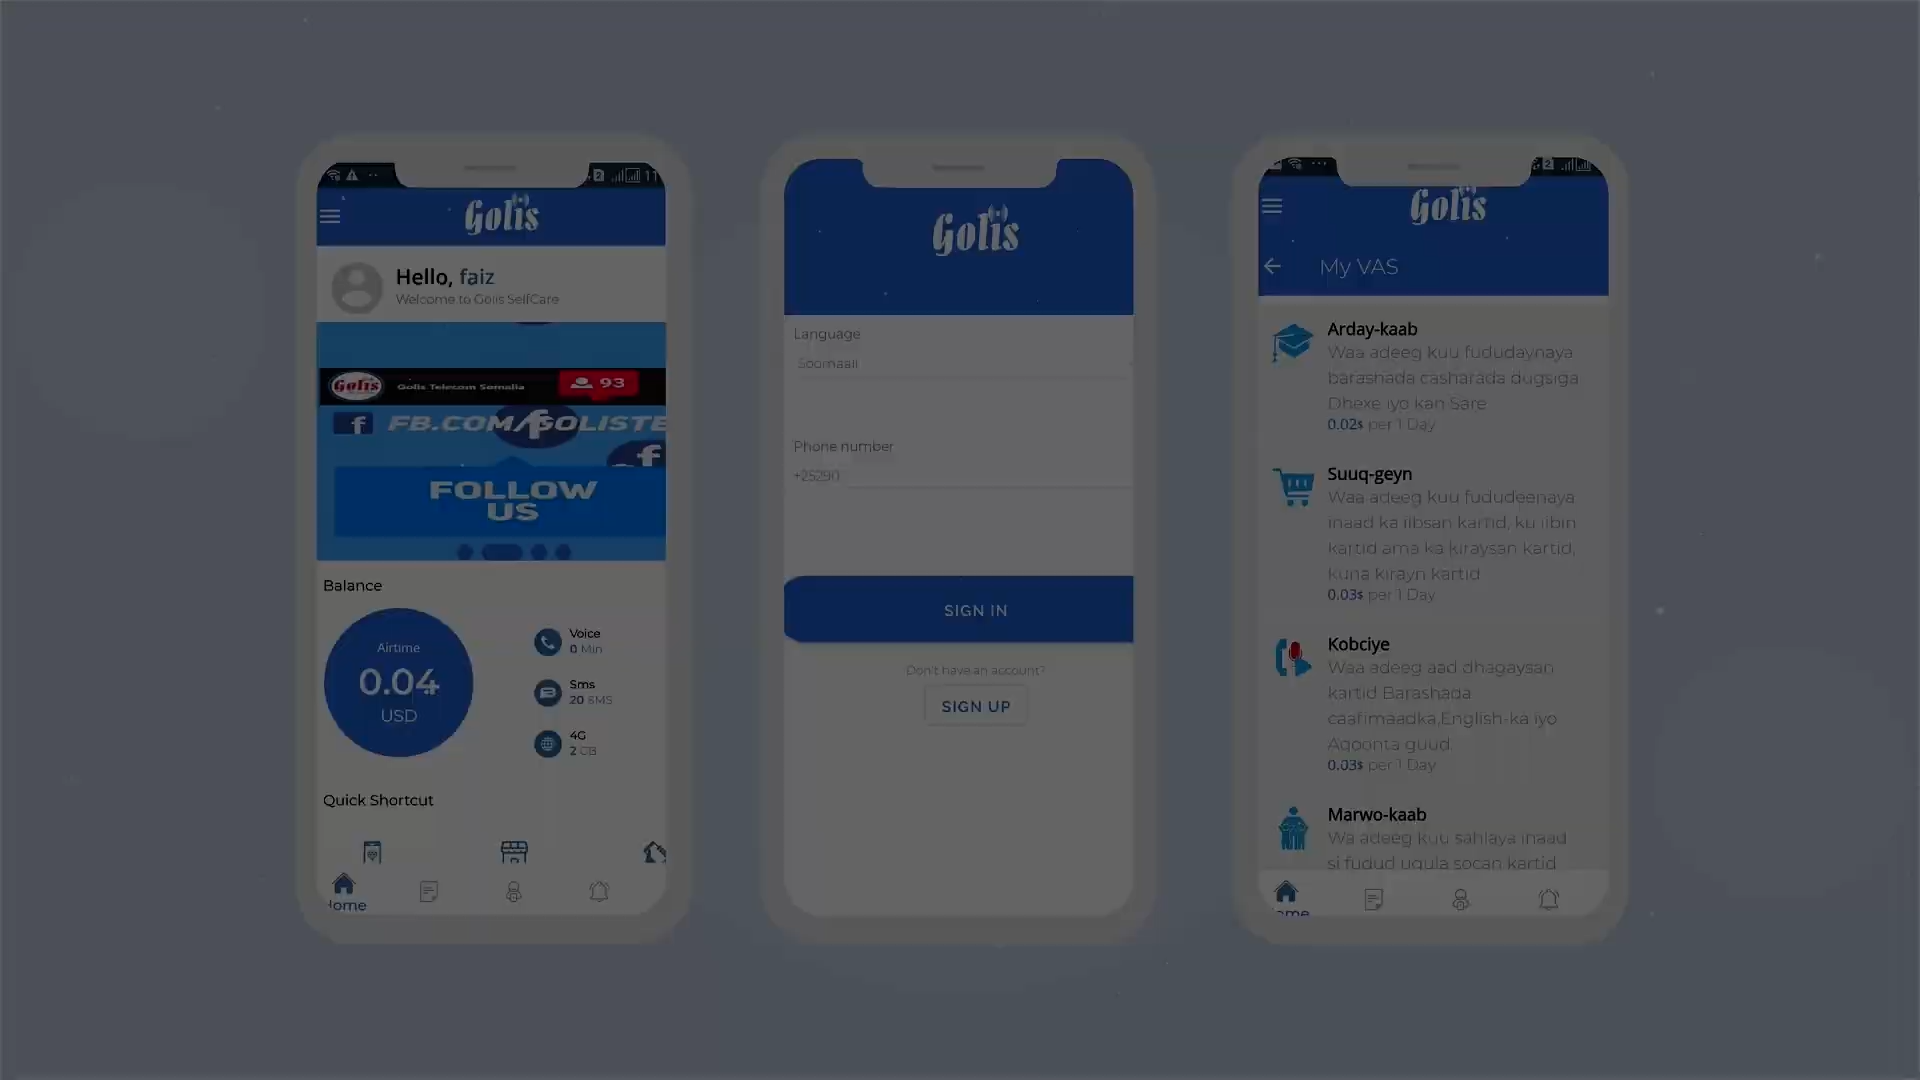 11
Golis
Hello, faiz
Welcome to Golis SelfCare
Golis
Golis Telecom Somalia
93
FB.COM/GOLISTE
FOLLOW
US
Balance
Airtime
0.04
USD
Voice
0 Min
Sms
20 SMS
4G
2 GB
Quick Shortcut
Home
Golis
Language
Soomaali
Phone number
+25290
SIGN IN
Don't have an account?
SIGN UP
2
Golis
My VAS
Arday-kaab
Waa adeeg kuu fududaynaya
barashada casharada dugsiga
Dhexe iyo kan Sare
0.02$ per 1 Day
Suuq-geyn
Waa adeeg kuu fududeenaya
inaad ka iibsan kartid, ku iibin
kartid ama ka kiraysan kartid,
kuna kirayn kartid
0.03$ per 1 Day
Kobciye
Waa adeeg aad dhagaysan
kartid Barashada
caafimaadka,English-ka iyo
Aqoonta guud
0.03$ per 1 Day
Marwo-kaab
Wa adeeg kuu sahlaya inaad
si fudud ugula socan kartid